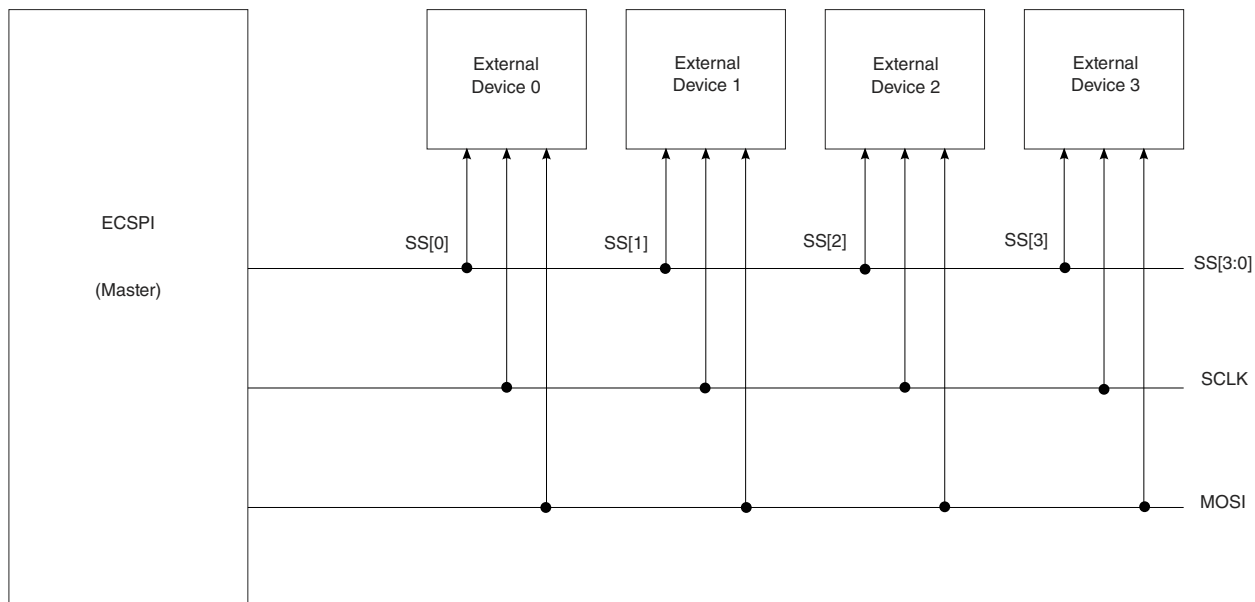 External
Device 0
External
Device 1
External
Device 2
External
Device 3
ECSPI
(Master)
SS[0]
SS[1]
SS[2]
SS[3]
SS[3:0]
SCLK
MOSI